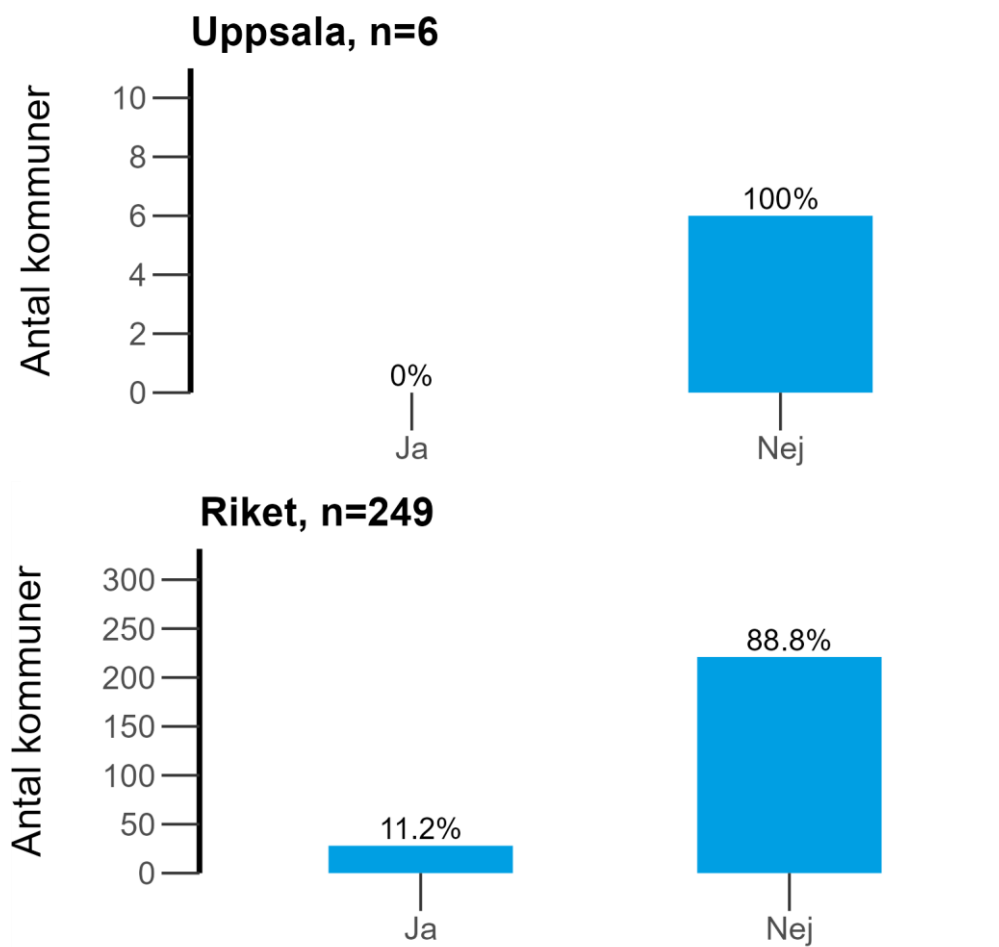 Uppsala, n=6
Antal kommuner
10
8
6
4
2
0
0%
100%
Ja
Nej
Riket, n=249
Antal kommuner
300
250
200
150
100
50
0
11.2%
88.8%
Ja
Nej